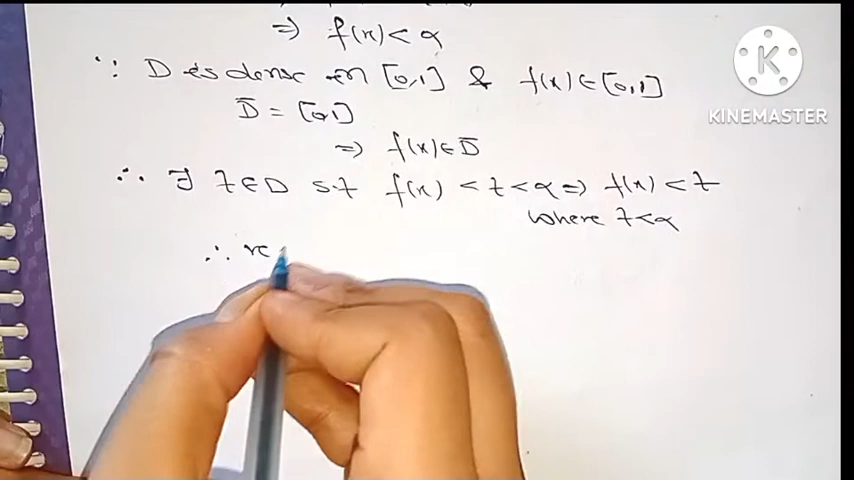 ⇒ f(x) < α
∵ D is dense in [0,1] & f(x) ∈ [0,1]
D̄ = [0,1]
⇒ f(x) ∈ D̄
∴ ∃ t ∈ D s.t f(x) < t < α ⇒ f(x) < t
where t < α
∴ x
KINEMASTER